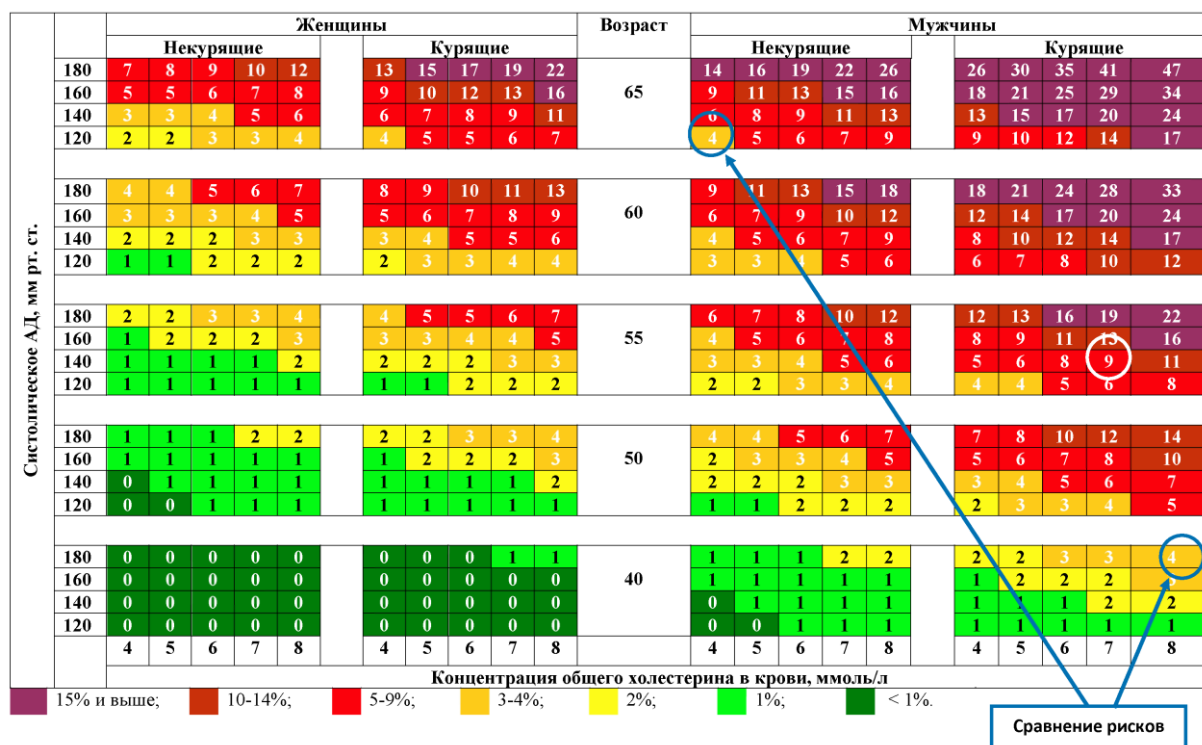 Женщины Возраст Мужчины
Некурящие Курящие Некурящие Курящие
Систолическое АД, мм рт. ст.
180 7 8 9 10 12 13 15 17 19 22 14 16 19 22 26 26 30 35 41 47
160 5 5 6 7 8 9 10 12 13 16 65 9 11 13 15 16 18 21 25 29 34
140 3 3 4 5 6 6 7 8 9 11 6 8 9 11 13 13 15 17 20 24
120 2 2 3 3 4 4 5 5 6 7 4 5 6 7 9 9 10 12 14 17
180 4 4 5 6 7 8 9 10 11 13 9 11 13 15 18 18 21 24 28 33
160 3 3 3 4 5 5 6 7 8 9 60 6 7 9 10 12 12 14 17 20 24
140 2 2 2 3 3 3 4 5 5 6 4 5 6 7 9 8 10 12 14 17
120 1 1 2 2 2 2 3 3 4 4 3 3 4 5 6 6 7 8 10 12
180 2 2 3 3 4 4 5 5 6 7 6 7 8 10 12 12 13 16 19 22
160 1 2 2 2 3 3 3 4 4 5 55 4 5 6 7 8 8 9 11 13 16
140 1 1 1 1 2 2 2 2 3 3 3 3 4 5 6 5 6 8 9 11
120 1 1 1 1 1 1 1 2 2 2 2 2 3 3 4 4 4 5 6 8
180 1 1 1 2 2 2 2 3 3 4 4 4 5 6 7 7 8 10 12 14
160 1 1 1 1 1 1 2 2 2 3 50 2 3 3 4 5 5 6 7 8 10
140 0 1 1 1 1 1 1 1 1 2 2 2 2 3 3 3 4 5 6 7
120 0 0 1 1 1 1 1 1 1 1 1 1 2 2 2 2 3 3 4 5
180 0 0 0 0 0 0 0 0 1 1 1 1 1 2 2 2 2 3 3 4
160 0 0 0 0 0 0 0 0 0 0 40 1 1 1 1 1 1 2 2 2 3
140 0 0 0 0 0 0 0 0 0 0 0 1 1 1 1 1 1 1 2 2
120 0 0 0 0 0 0 0 0 0 0 0 0 1 1 1 1 1 1 1 1
4 5 6 7 8 4 5 6 7 8 4 5 6 7 8 4 5 6 7 8
Концентрация общего холестерина в крови, ммоль/л
15% и выше; 10-14%; 5-9%; 3-4%; 2%; 1%; < 1%.
Сравнение рисков